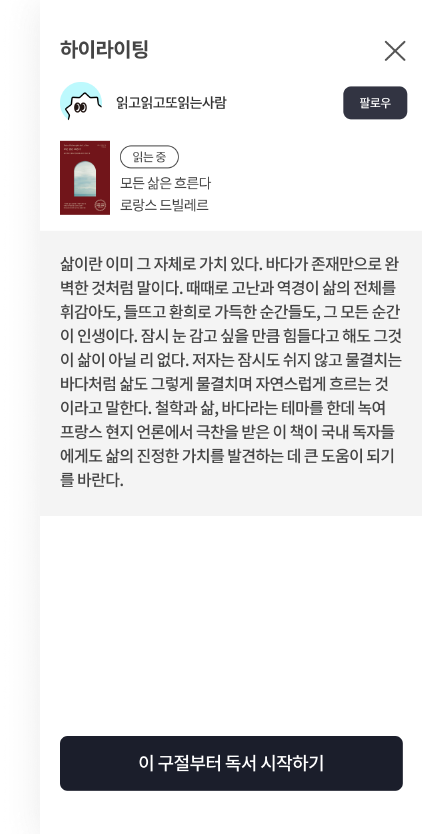 하이라이팅
읽고읽고또읽는사람
팔로우
읽는 중
모든 삶은 흐른다
로랑스 드빌레르
삶이란 이미 그 자체로 가치 있다. 바다가 존재만으로 완
벽한 것처럼 말이다. 때때로 고난과 역경이 삶의 전체를
휘감아도, 들뜨고 환희로 가득한 순간들도, 그 모든 순간
이 인생이다. 잠시 눈 감고 싶을 만큼 힘들다고 해도 그것
이 삶이 아닐 리 없다. 저자는 잠시도 쉬지 않고 물결치는
바다처럼 삶도 그렇게 물결치며 자연스럽게 흐르는 것
이라고 말한다. 철학과 삶, 바다라는 테마를 한데 녹여
프랑스 현지 언론에서 극찬을 받은 이 책이 국내 독자들
에게도 삶의 진정한 가치를 발견하는 데 큰 도움이 되기
를 바란다.
이 구절부터 독서 시작하기